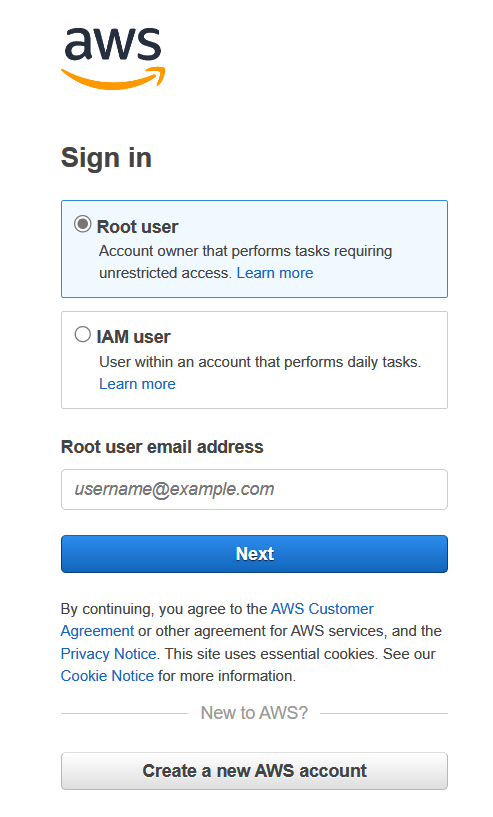 aws
Sign in
Root user
Account owner that performs tasks requiring
unrestricted access. Learn more
IAM user
User within an account that performs daily tasks.
Learn more
Root user email address
username@example.com
Next
By continuing, you agree to the AWS Customer
Agreement or other agreement for AWS services, and the
Privacy Notice. This site uses essential cookies. See our
Cookie Notice for more information.
New to AWS?
Create a new AWS account